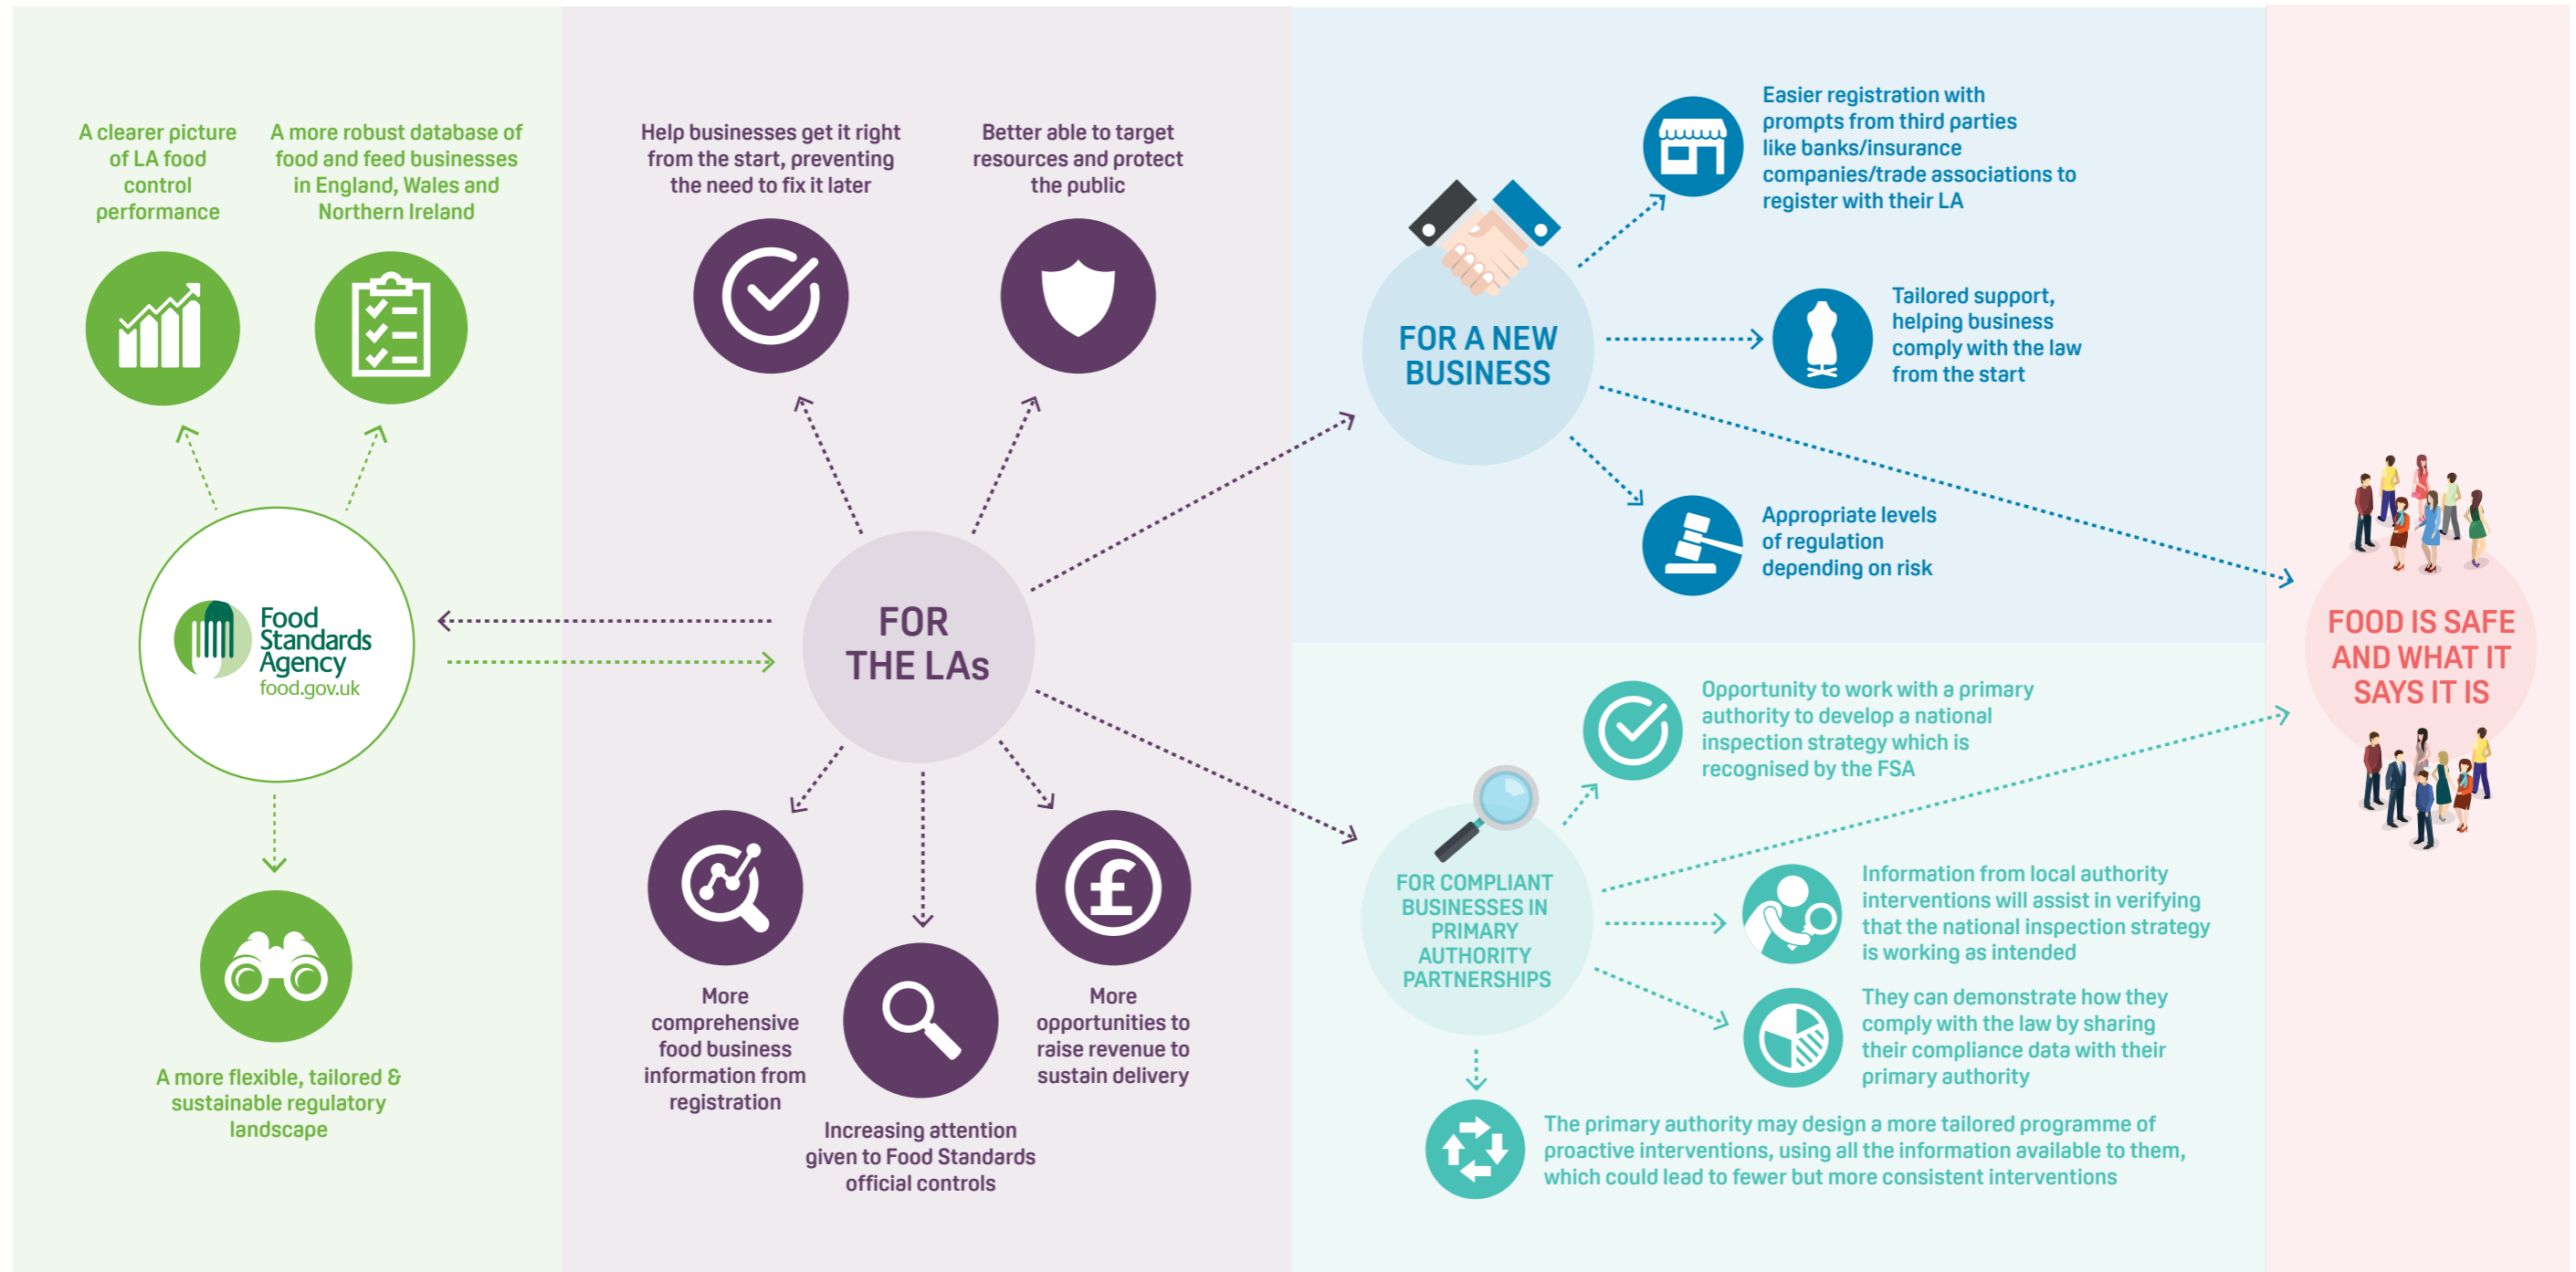 A clearer picture
of LA food
control
performance
A more robust database of
food and feed businesses
in England, Wales and
Northern Ireland
Food
Standards
Agency
food.gov.uk
A more flexible, tailored &
sustainable regulatory
landscape
Help businesses get it right
from the start, preventing
the need to fix it later
Better able to target
resources and protect
the public
FOR
THE LAs
More
comprehensive
food business
information from
registration
Increasing attention
given to Food Standards
official controls
More
opportunities to
raise revenue to
sustain delivery
£
FOR A NEW
BUSINESS
Easier registration with
prompts from third parties
like banks/insurance
companies/trade associations to
register with their LA
Tailored support,
helping business
comply with the law
from the start
Appropriate levels
of regulation
depending on risk
FOR COMPLIANT
BUSINESSES IN
PRIMARY
AUTHORITY
PARTNERSHIPS
Opportunity to work with a primary
authority to develop a national
inspection strategy which is
recognised by the FSA
Information from local authority
interventions will assist in verifying
that the national inspection strategy
is working as intended
They can demonstrate how they
comply with the law by sharing
their compliance data with their
primary authority
The primary authority may design a more tailored programme of
proactive interventions, using all the information available to them,
which could lead to fewer but more consistent interventions
FOOD IS SAFE
AND WHAT IT
SAYS IT IS